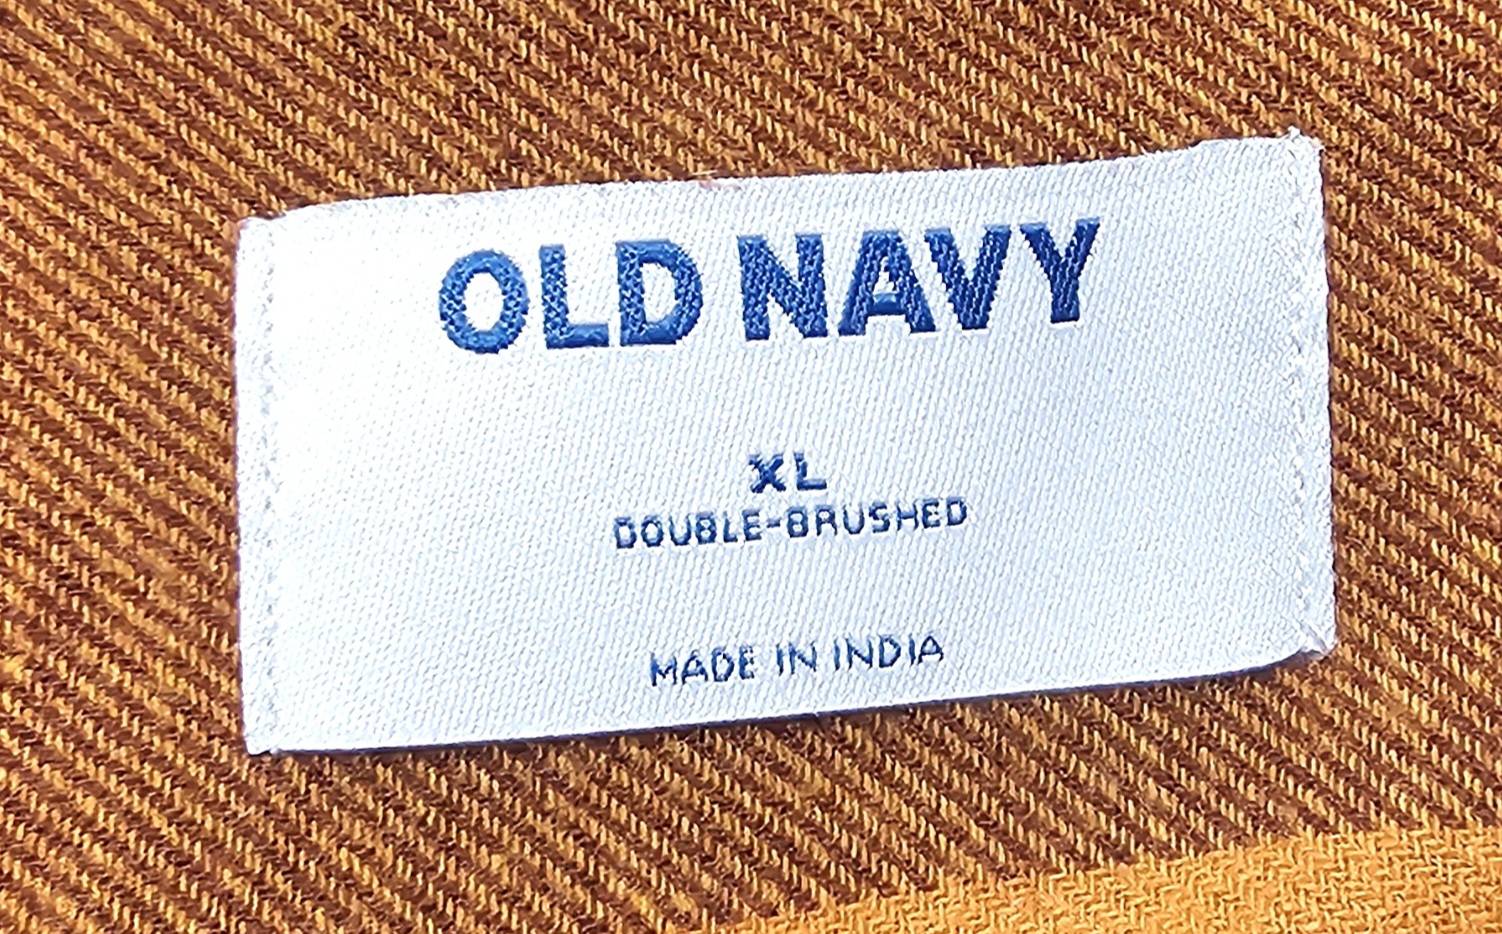 OLD NAVY
XL
DOUBLE-BRUSHED
MADE IN INDIA